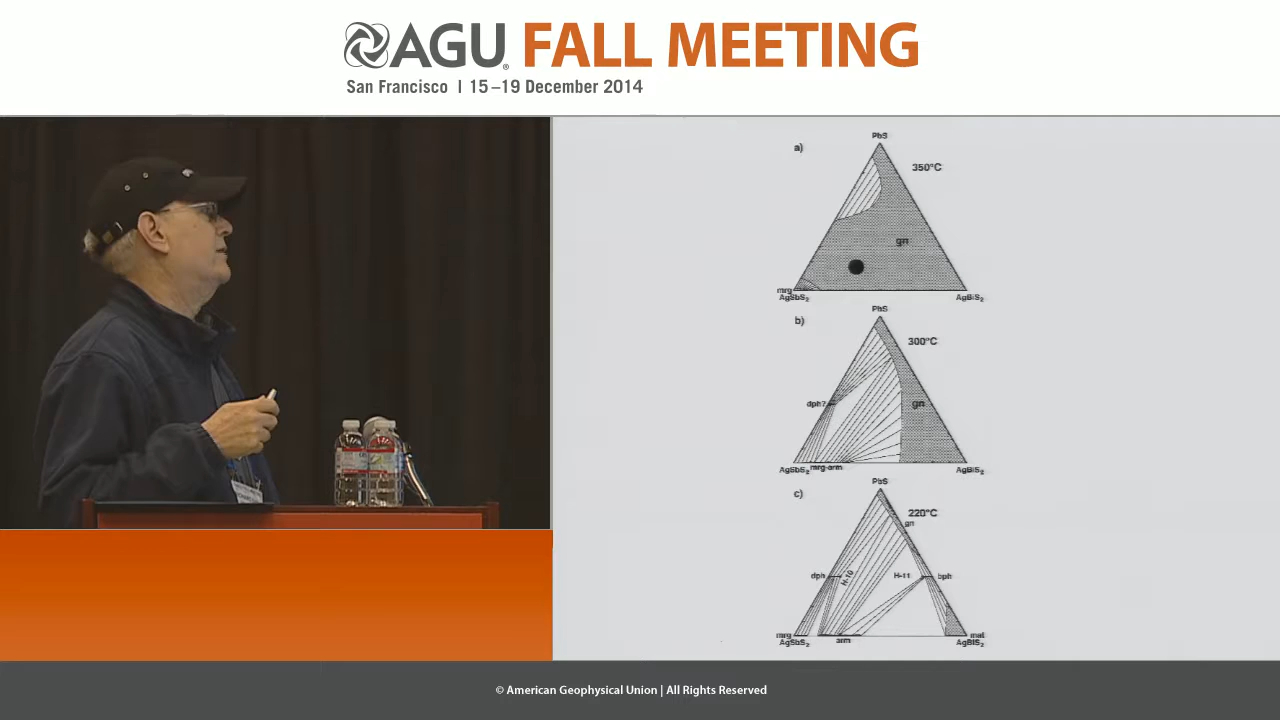 AGU FALL MEETING
San Francisco | 15–19 December 2014
a)
PbS
350°C
gn
mrg
AgSbS₂
AgBiS₂
b)
PbS
300°C
dph?
gn
AgSbS₂
mrg-arm
AgBiS₂
c)
PbS
220°C
gn
dph
H-10
H-11
bph
mrg
AgSbS₂
arm
mat
AgBiS₂
© American Geophysical Union | All Rights Reserved